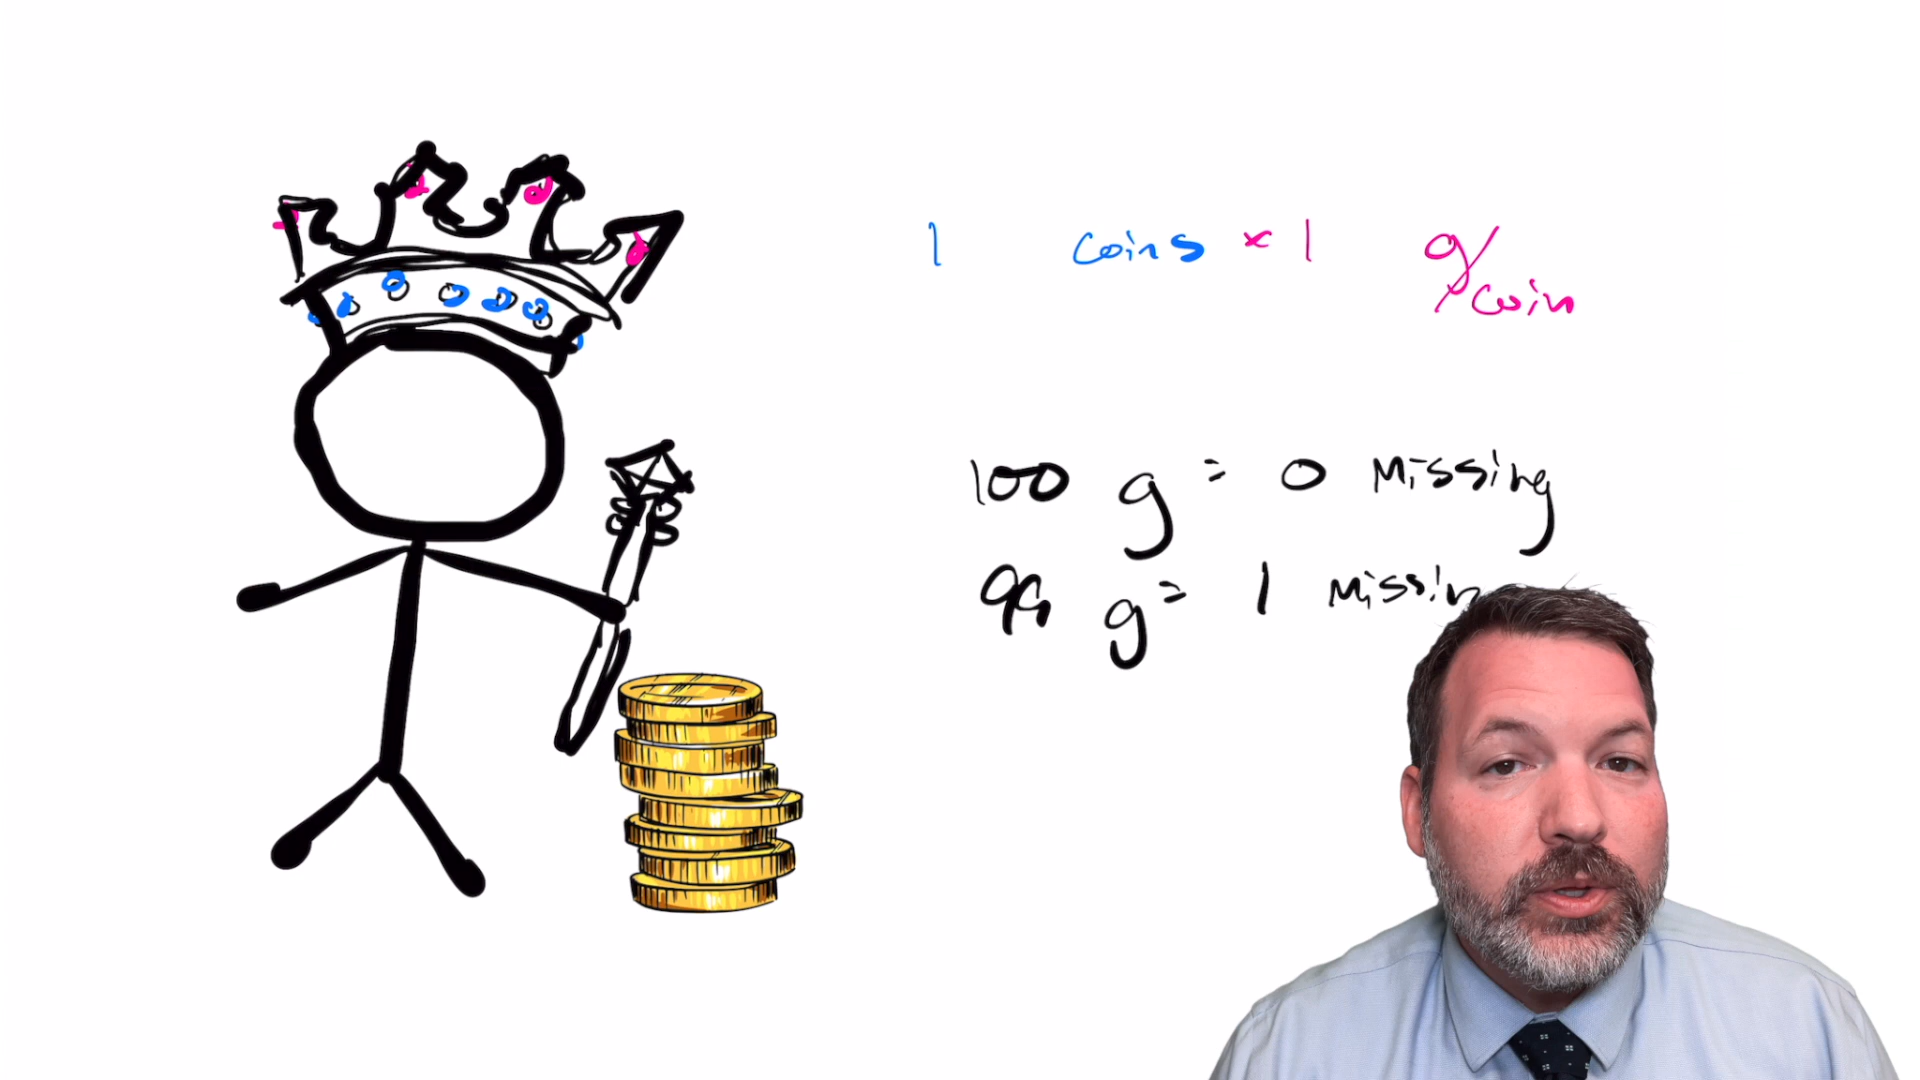 1 coins × 1 g/coin
100 g = 0 Missing
99 g = 1 Missin